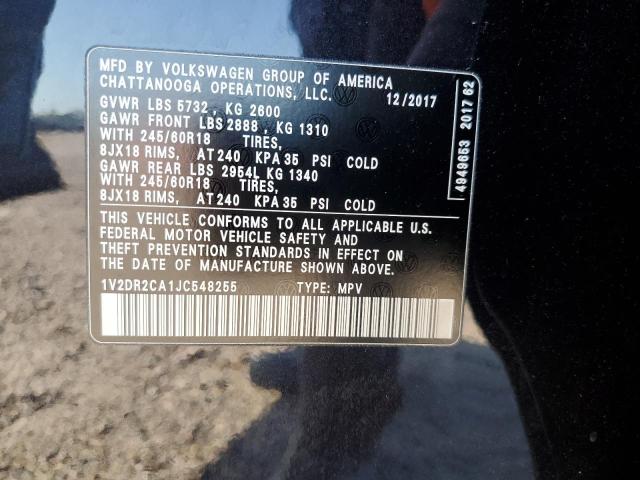 MFD BY VOLKSWAGEN GROUP OF AMERICA
CHATTANOOGA OPERATIONS, LLC. 12/2017
GVWR LBS 5732 , KG 2600
GAWR FRONT LBS 2888 , KG 1310
WITH 245/60R18 TIRES,
8JX18 RIMS, AT 240 KPA 35 PSI COLD
GAWR REAR LBS 2954L KG 1340
WITH 245/60R18 TIRES,
8JX18 RIMS, AT 240 KPA 35 PSI COLD
THIS VEHICLE CONFORMS TO ALL APPLICABLE U.S.
FEDERAL MOTOR VEHICLE SAFETY AND
THEFT PREVENTION STANDARDS IN EFFECT ON
THE DATE OF MANUFACTURE SHOWN ABOVE.
1V2DR2CA1JC548255 TYPE: MPV
4949653 2017 62